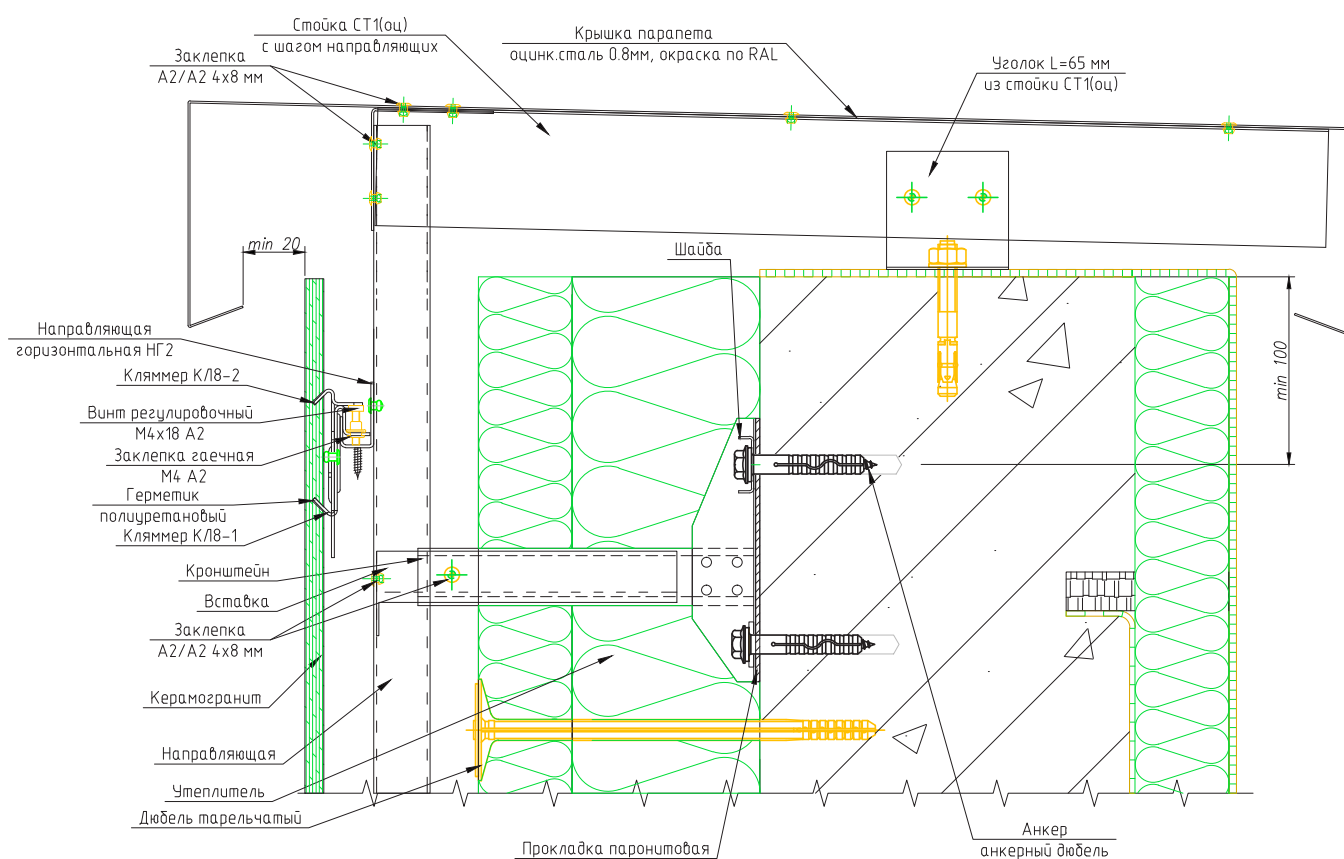 Стойка СТ1(оц)
с шагом направляющих
Крышка парапета
оцинк.сталь 0.8мм, окраска по RAL
Заклепка
А2/А2 4х8 мм
Уголок L=65 мм
из стойки СТ1(оц)
min 20
Шайба
Направляющая
горизонтальная НГ2
min 100
Кляммер КЛ8-2
Винт регулировочный
М4х18 А2
Заклепка гаечная
М4 А2
Герметик
полиуретановый
Кляммер КЛ8-1
Кронштейн
Вставка
Заклепка
А2/А2 4х8 мм
Керамогранит
Направляющая
Утеплитель
Дюбель тарельчатый
Прокладка паронитовая
Анкер
анкерный дюбель